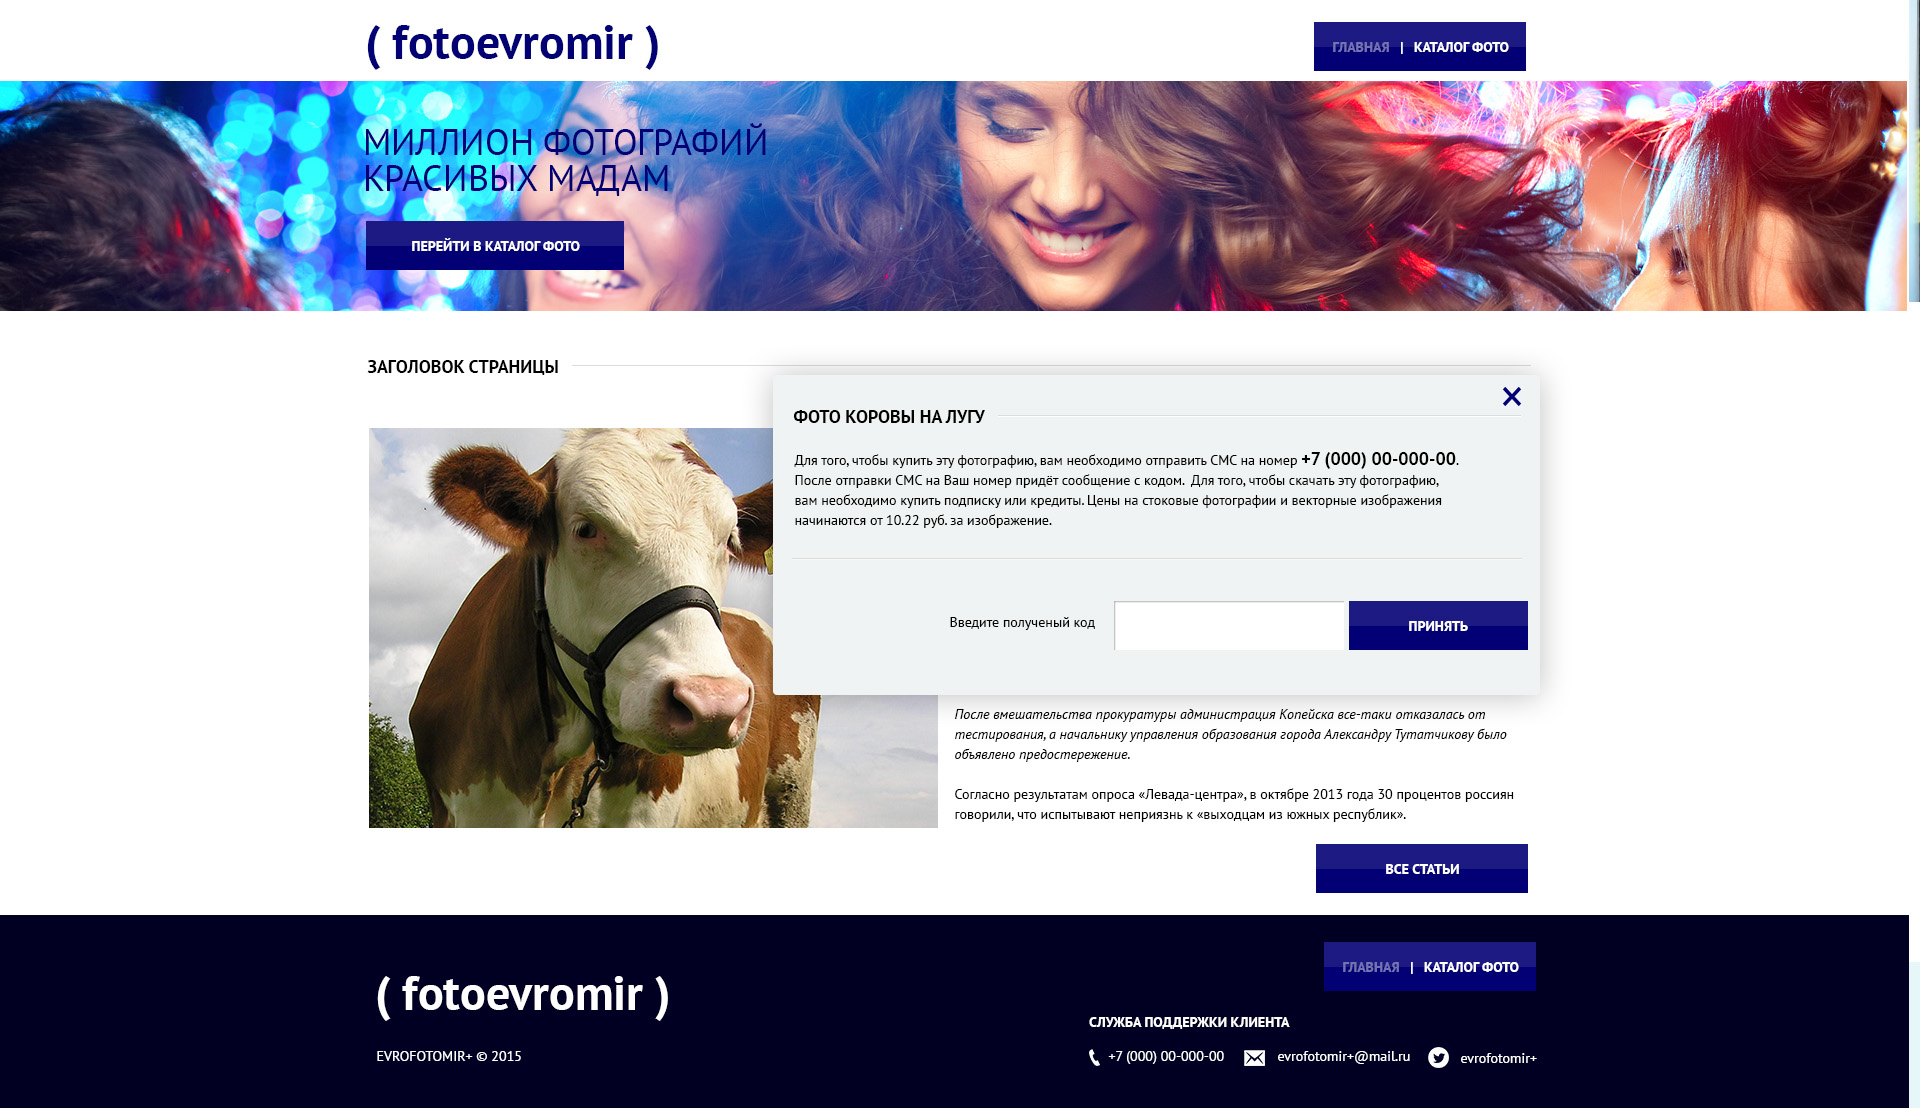 ( fotoevromir )
ГЛАВНАЯ | КАТАЛОГ ФОТО
МИЛЛИОН ФОТОГРАФИЙ
КРАСИВЫХ МАДАМ
ПЕРЕЙТИ В КАТАЛОГ ФОТО
ЗАГОЛОВОК СТРАНИЦЫ
ФОТО КОРОВЫ НА ЛУГУ
Для того, чтобы купить эту фотографию, вам необходимо отправить СМС на номер +7 (000) 00-000-00.
После отправки СМС на Ваш номер придёт сообщение с кодом. Для того, чтобы скачать эту фотографию,
вам необходимо купить подписку или кредиты. Цены на стоковые фотографии и векторные изображения
начинаются от 10.22 руб. за изображение.
Введите полученый код
ПРИНЯТЬ
После вмешательства прокуратуры администрация Копейска все-таки отказалась от
тестирования, а начальнику управления образования города Александру Тутатчикову было
объявлено предостережение.
Согласно результатам опроса «Левада-центра», в октябре 2013 года 30 процентов россиян
говорили, что испытывают неприязнь к «выходцам из южных республик».
ВСЕ СТАТЬИ
( fotoevromir )
ГЛАВНАЯ | КАТАЛОГ ФОТО
СЛУЖБА ПОДДЕРЖКИ КЛИЕНТА
EVROFOTOMIR+ © 2015
+7 (000) 00-000-00
evrofotomir+@mail.ru
evrofotomir+